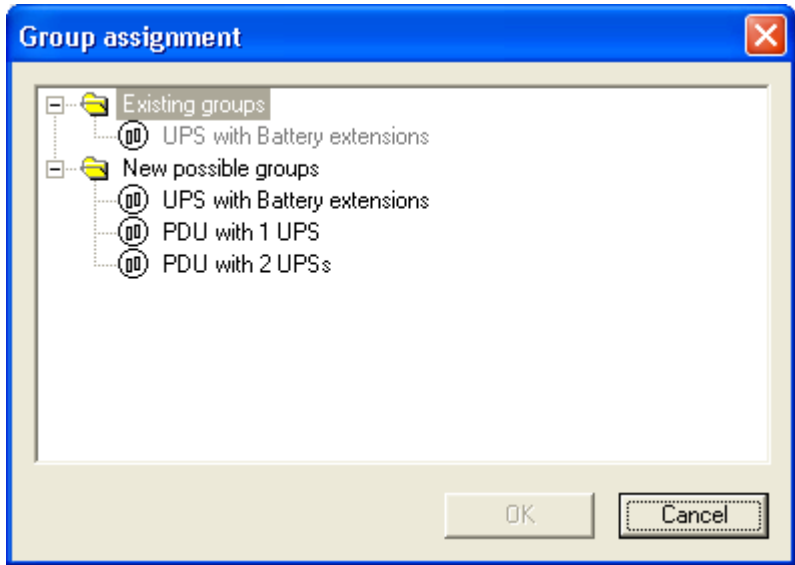 Group assignment
Existing groups
UPS with Battery extensions
New possible groups
UPS with Battery extensions
PDU with 1 UPS
PDU with 2 UPSs
OK
Cancel